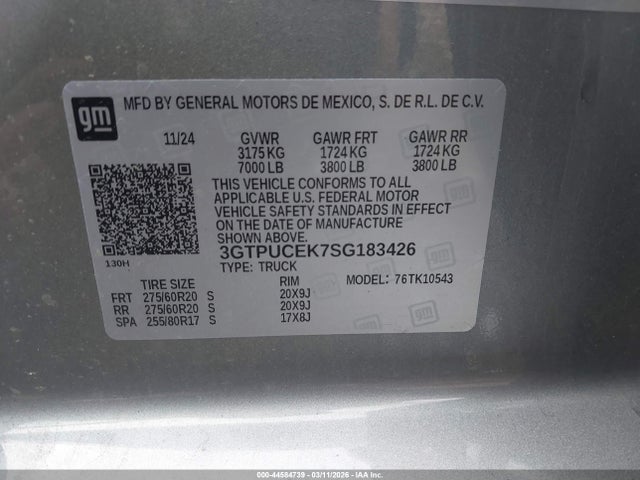 gm MFD BY GENERAL MOTORS DE MEXICO, S. DE R.L. DE C.V.
11/24 GVWR GAWR FRT GAWR RR
3175 KG 1724 KG 1724 KG
7000 LB 3800 LB 3800 LB
THIS VEHICLE CONFORMS TO ALL
APPLICABLE U.S. FEDERAL MOTOR
VEHICLE SAFETY STANDARDS IN EFFECT
ON THE DATE OF MANUFACTURE
SHOWN ABOVE.
3GTPUCEK7SG183426
130H
TYPE: TRUCK MODEL: 76TK10543
TIRE SIZE RIM
FRT 275/60R20 S 20X9J
RR 275/60R20 S 20X9J
SPA 255/80R17 S 17X8J
gm
000-44584739 - 03/11/2026 - IAA Inc.